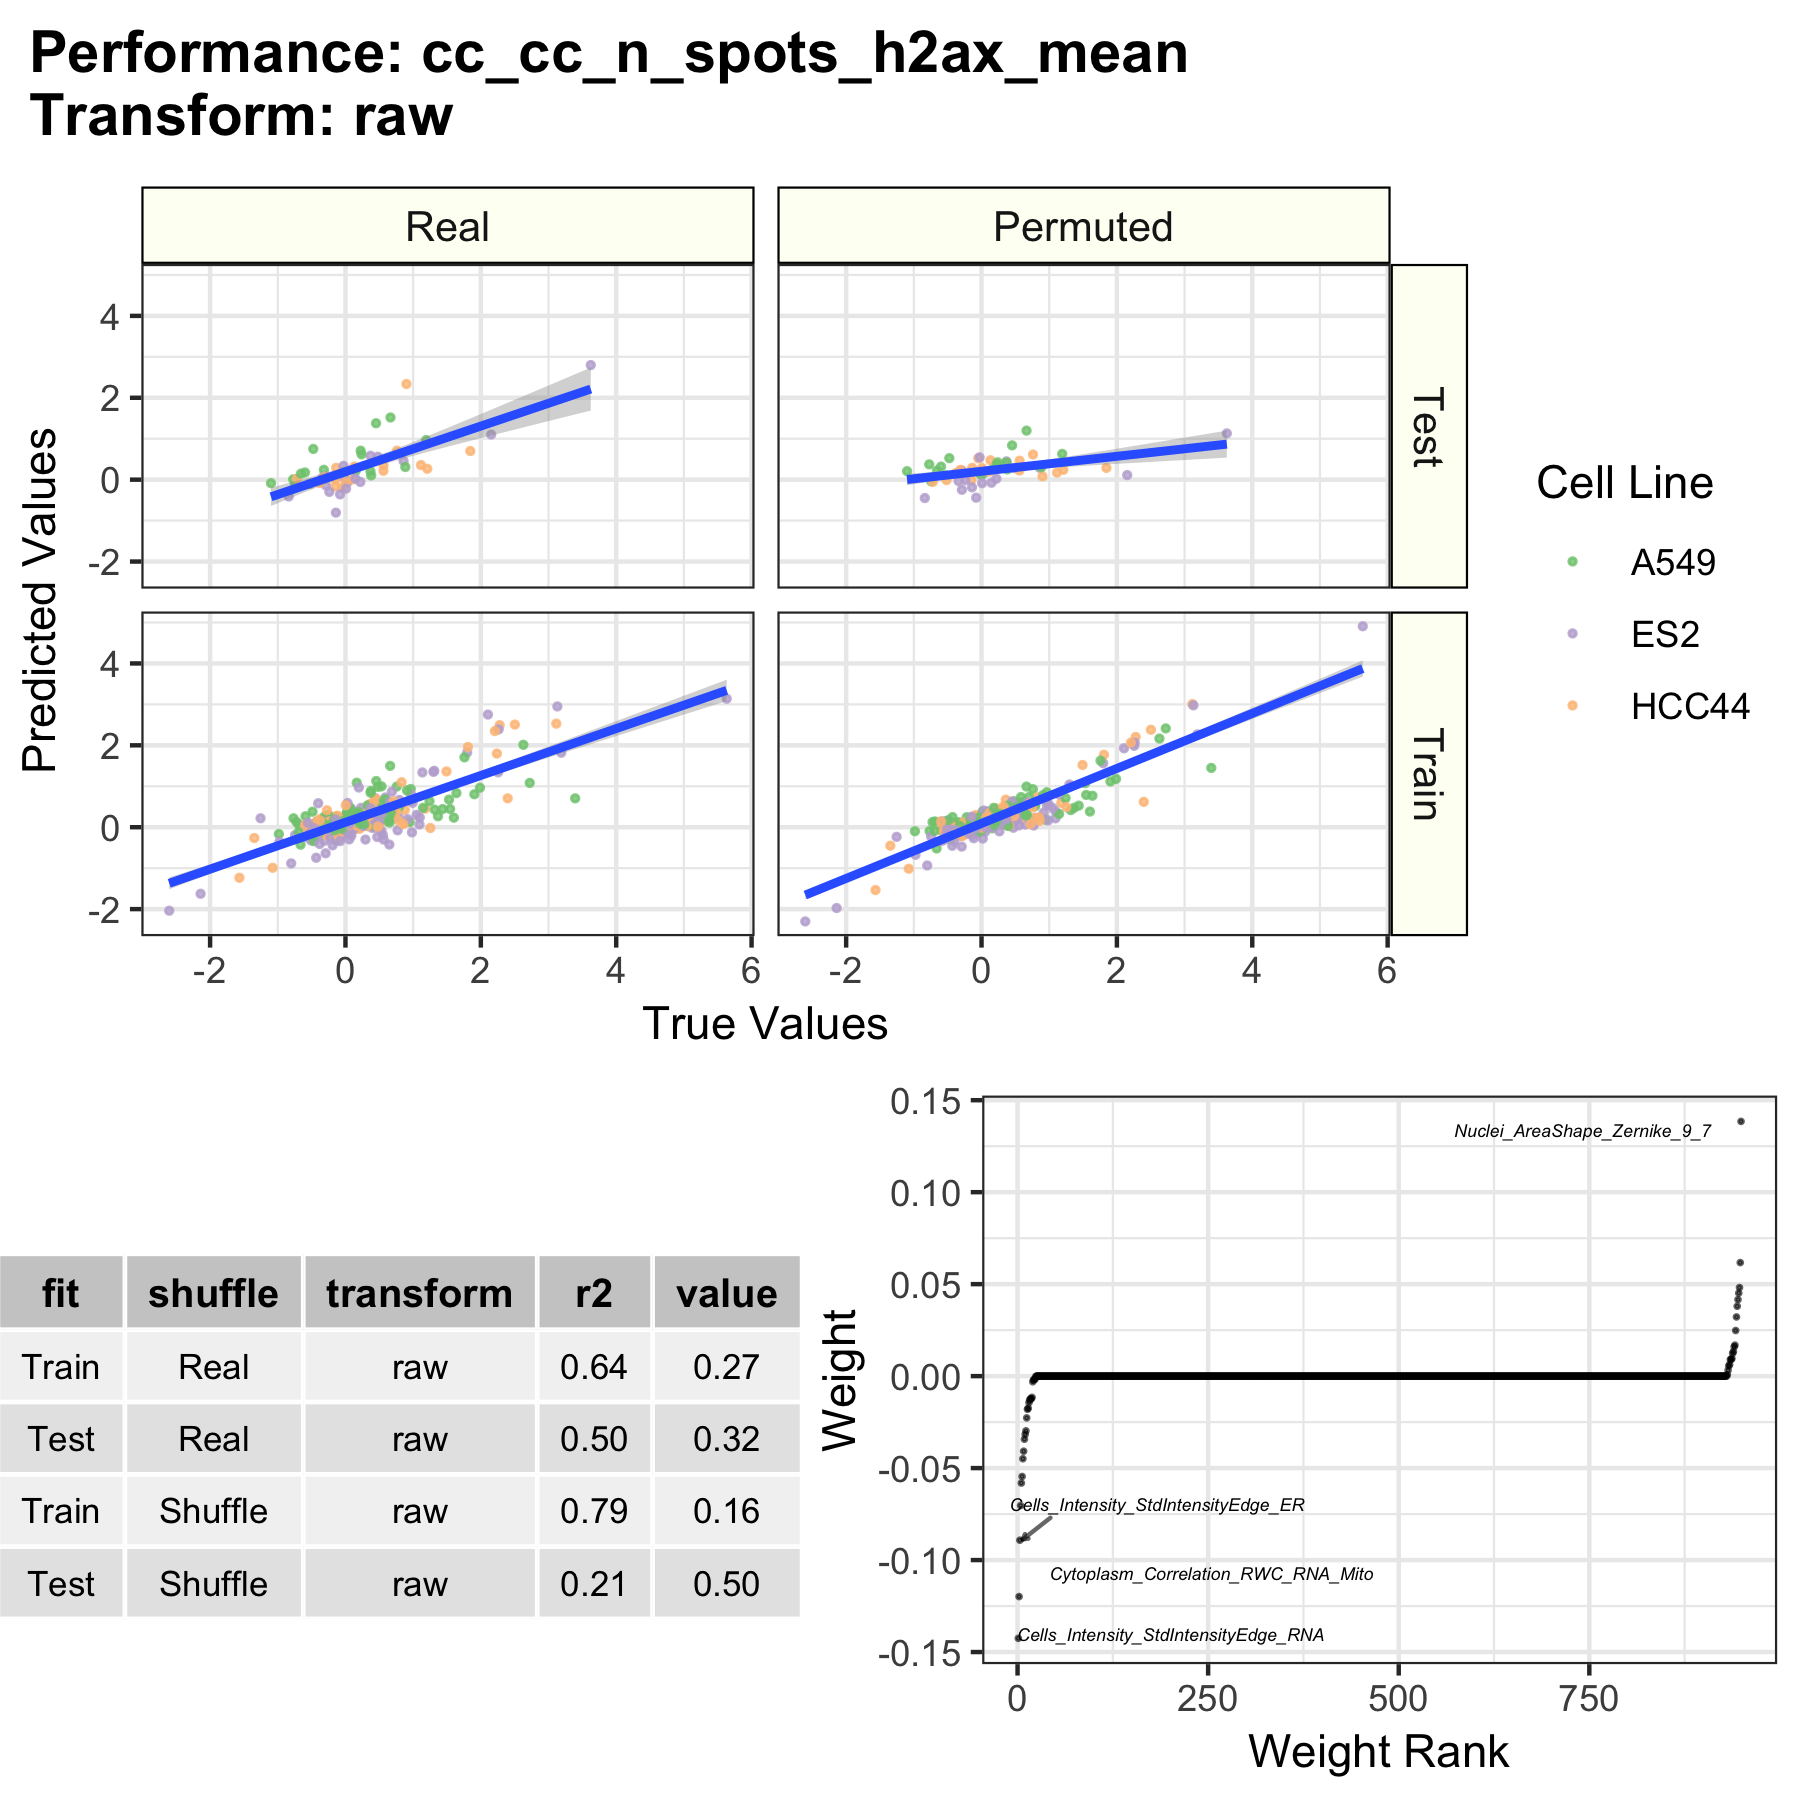 Performance: cc_cc_n_spots_h2ax_mean
Transform: raw
Real
Permuted
Predicted Values
4
2
0
-2
Test
4
2
0
-2
Train
-2 0 2 4 6
-2 0 2 4 6
True Values
Cell Line
A549
ES2
HCC44
fit shuffle transform r2 value
Train Real raw 0.64 0.27
Test Real raw 0.50 0.32
Train Shuffle raw 0.79 0.16
Test Shuffle raw 0.21 0.50
Weight
0.15
0.10
0.05
0.00
-0.05
-0.10
-0.15
Nuclei_AreaShape_Zernike_9_7
Cells_Intensity_StdIntensityEdge_ER
Cytoplasm_Correlation_RWC_RNA_Mito
Cells_Intensity_StdIntensityEdge_RNA
0 250 500 750
Weight Rank